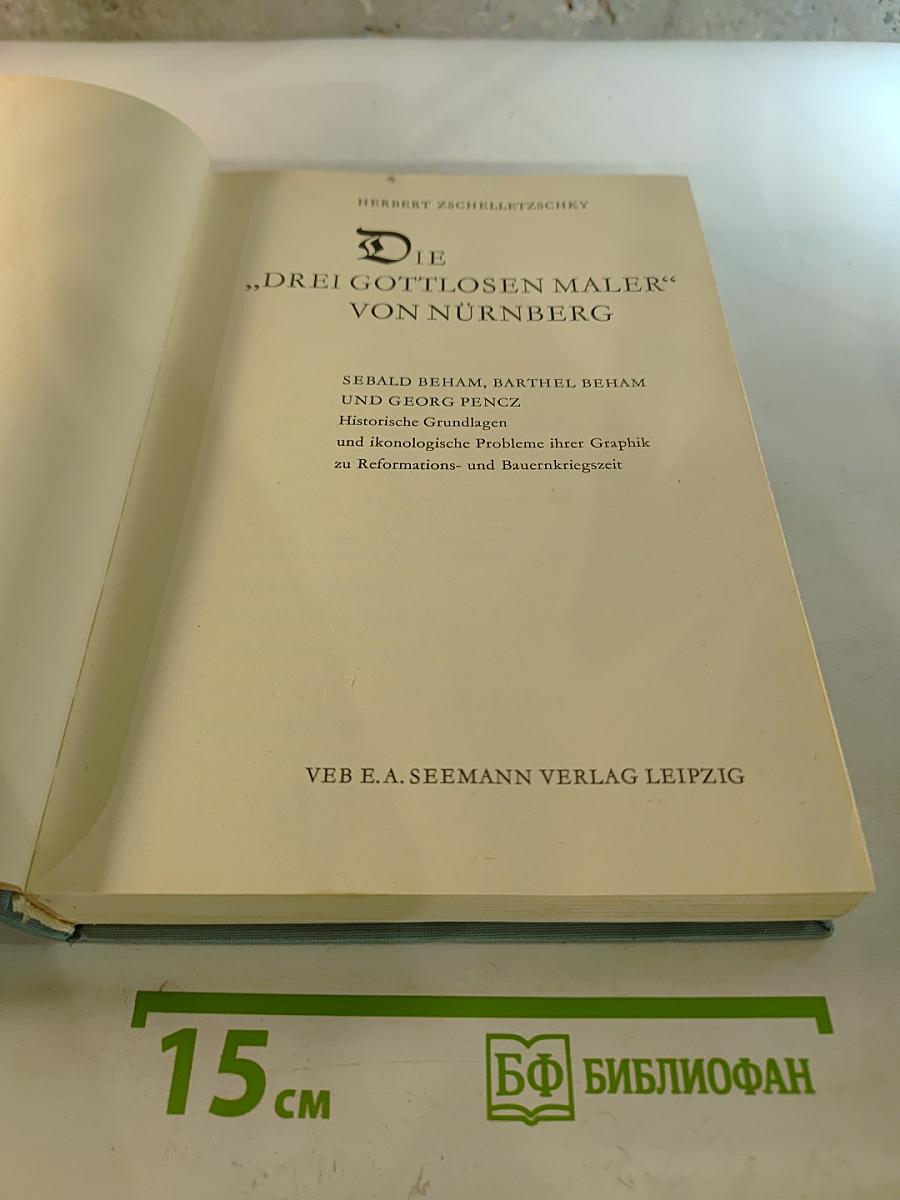 HERBERT ZSCHELLETZSCHKY
DIE
„DREI GOTTLOSEN MALER“
VON NÜRNBERG
SEBALD BEHAM, BARTHEL BEHAM
UND GEORG PENCZ
Historische Grundlagen
und ikonologische Probleme ihrer Graphik
zu Reformations- und Bauernkriegszeit
VEB E.A. SEEMANN VERLAG LEIPZIG
15 см
БФ БИБЛИОФАН